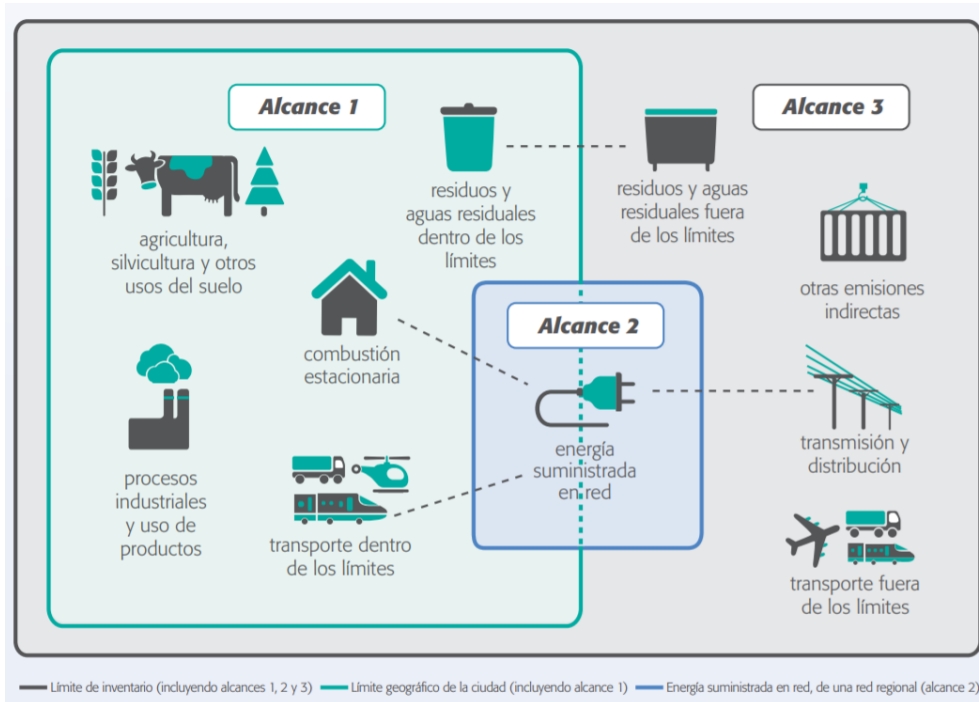 Alcance 1
Alcance 3
residuos y
aguas residuales
dentro de los
límites
residuos y aguas
residuales fuera
de los límites
agricultura,
silvicultura y otros
usos del suelo
otras emisiones
indirectas
Alcance 2
combustión
estacionaria
energía
suministrada
en red
transmisión y
distribución
procesos
industriales
y uso de
productos
transporte dentro
de los límites
transporte fuera
de los límites
Límite de inventario (incluyendo alcances 1, 2 y 3) Límite geográfico de la ciudad (incluyendo alcance 1) Energía suministrada en red, de una red regional (alcance 2)